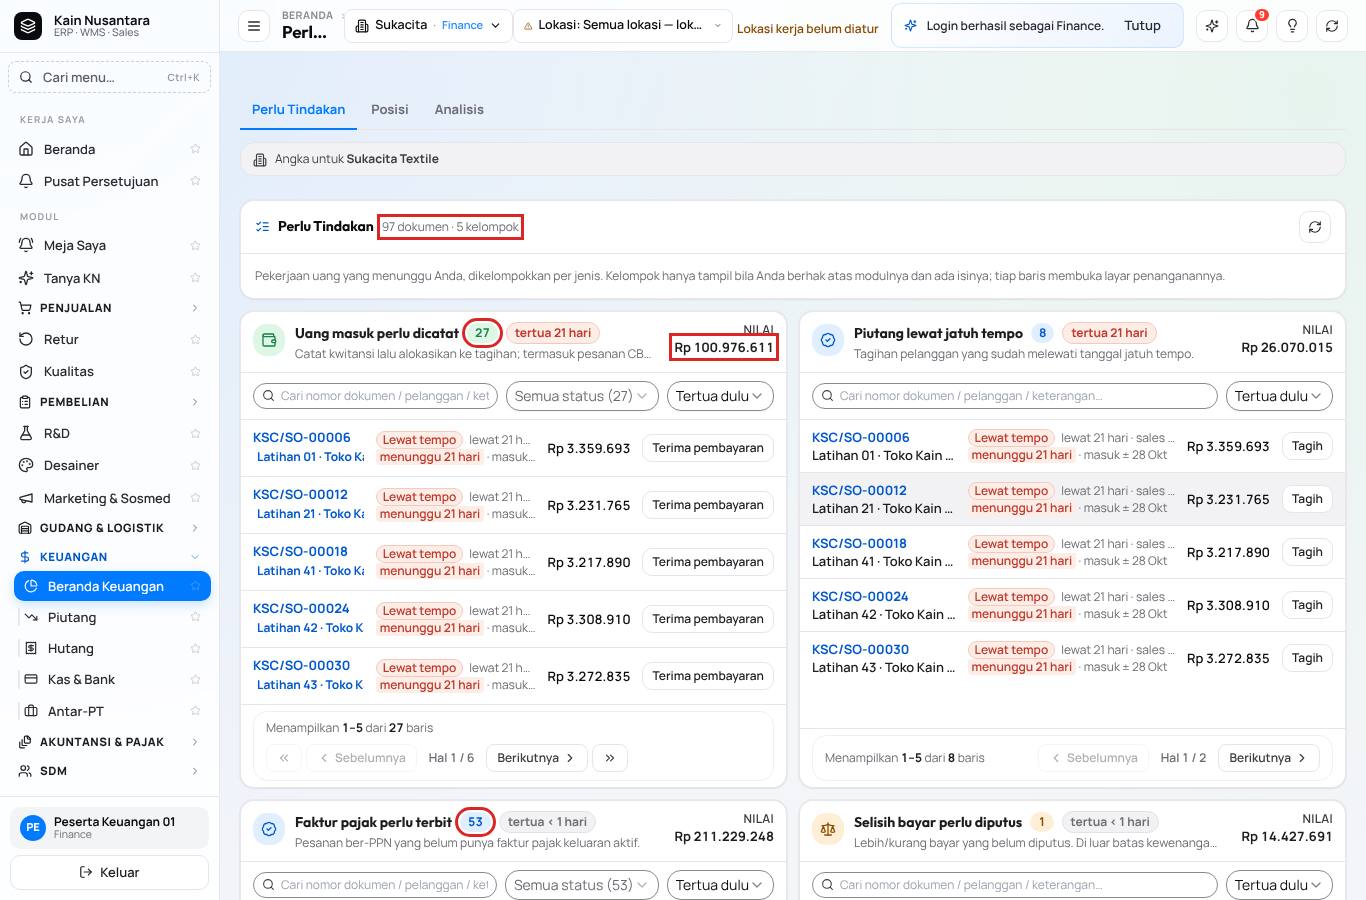 Kain Nusantara
ERP · WMS · Sales
Cari menu... Ctrl+K
KERJA SAYA
Beranda
Pusat Persetujuan
MODUL
Meja Saya
Tanya KN
PENJUALAN
Retur
Kualitas
PEMBELIAN
R&D
Desainer
Marketing & Sosmed
GUDANG & LOGISTIK
KEUANGAN
Beranda Keuangan
Piutang
Hutang
Kas & Bank
Antar-PT
AKUNTANSI & PAJAK
SDM
PE Peserta Keuangan 01
Finance
Keluar
BERANDA
Perl...
Sukacita · Finance
Lokasi: Semua lokasi — lok...
Lokasi kerja belum diatur
Login berhasil sebagai Finance. Tutup
9
Perlu Tindakan Posisi Analisis
Angka untuk Sukacita Textile
Perlu Tindakan 97 dokumen · 5 kelompok
Pekerjaan uang yang menunggu Anda, dikelompokkan per jenis. Kelompok hanya tampil bila Anda berhak atas modulnya dan ada isinya; tiap baris membuka layar penanganannya.
Uang masuk perlu dicatat 27 tertua 21 hari NILAI
Catat kwitansi lalu alokasikan ke tagihan; termasuk pesanan CB... Rp 100.976.611
Cari nomor dokumen / pelanggan / ket Semua status (27) Tertua dulu
KSC/SO-00006 Lewat tempo lewat 21 h... Rp 3.359.693 Terima pembayaran
Latihan 01 · Toko Ka menunggu 21 hari · masuk...
KSC/SO-00012 Lewat tempo lewat 21 h... Rp 3.231.765 Terima pembayaran
Latihan 21 · Toko Ka menunggu 21 hari · masuk...
KSC/SO-00018 Lewat tempo lewat 21 h... Rp 3.217.890 Terima pembayaran
Latihan 41 · Toko Ka menunggu 21 hari · masuk...
KSC/SO-00024 Lewat tempo lewat 21 h... Rp 3.308.910 Terima pembayaran
Latihan 42 · Toko K menunggu 21 hari · masuk...
KSC/SO-00030 Lewat tempo lewat 21 h... Rp 3.272.835 Terima pembayaran
Latihan 43 · Toko K menunggu 21 hari · masuk...
Menampilkan 1–5 dari 27 baris
« Sebelumnya Hal 1 / 6 Berikutnya »
Piutang lewat jatuh tempo 8 tertua 21 hari NILAI
Tagihan pelanggan yang sudah melewati tanggal jatuh tempo. Rp 26.070.015
Cari nomor dokumen / pelanggan / keterangan... Tertua dulu
KSC/SO-00006 Lewat tempo lewat 21 hari · sales ... Rp 3.359.693 Tagih
Latihan 01 · Toko Kain ... menunggu 21 hari · masuk ± 28 Okt
KSC/SO-00012 Lewat tempo lewat 21 hari · sales ... Rp 3.231.765 Tagih
Latihan 21 · Toko Kain ... menunggu 21 hari · masuk ± 28 Okt
KSC/SO-00018 Lewat tempo lewat 21 hari · sales ... Rp 3.217.890 Tagih
Latihan 41 · Toko Kain ... menunggu 21 hari · masuk ± 28 Okt
KSC/SO-00024 Lewat tempo lewat 21 hari · sales ... Rp 3.308.910 Tagih
Latihan 42 · Toko Kain ... menunggu 21 hari · masuk ± 28 Okt
KSC/SO-00030 Lewat tempo lewat 21 hari · sales ... Rp 3.272.835 Tagih
Latihan 43 · Toko Kain ... menunggu 21 hari · masuk ± 28 Okt
Menampilkan 1–5 dari 8 baris Sebelumnya Hal 1 / 2 Berikutnya
Faktur pajak perlu terbit 53 tertua < 1 hari NILAI
Pesanan ber-PPN yang belum punya faktur pajak keluaran aktif. Rp 211.229.248
Cari nomor dokumen / pelanggan / ket Semua status (53) Tertua dulu
Selisih bayar perlu diputus 1 tertua < 1 hari NILAI
Lebih/kurang bayar yang belum diputus. Di luar batas kewenanga... Rp 14.427.691
Cari nomor dokumen / pelanggan / keterangan... Tertua dulu